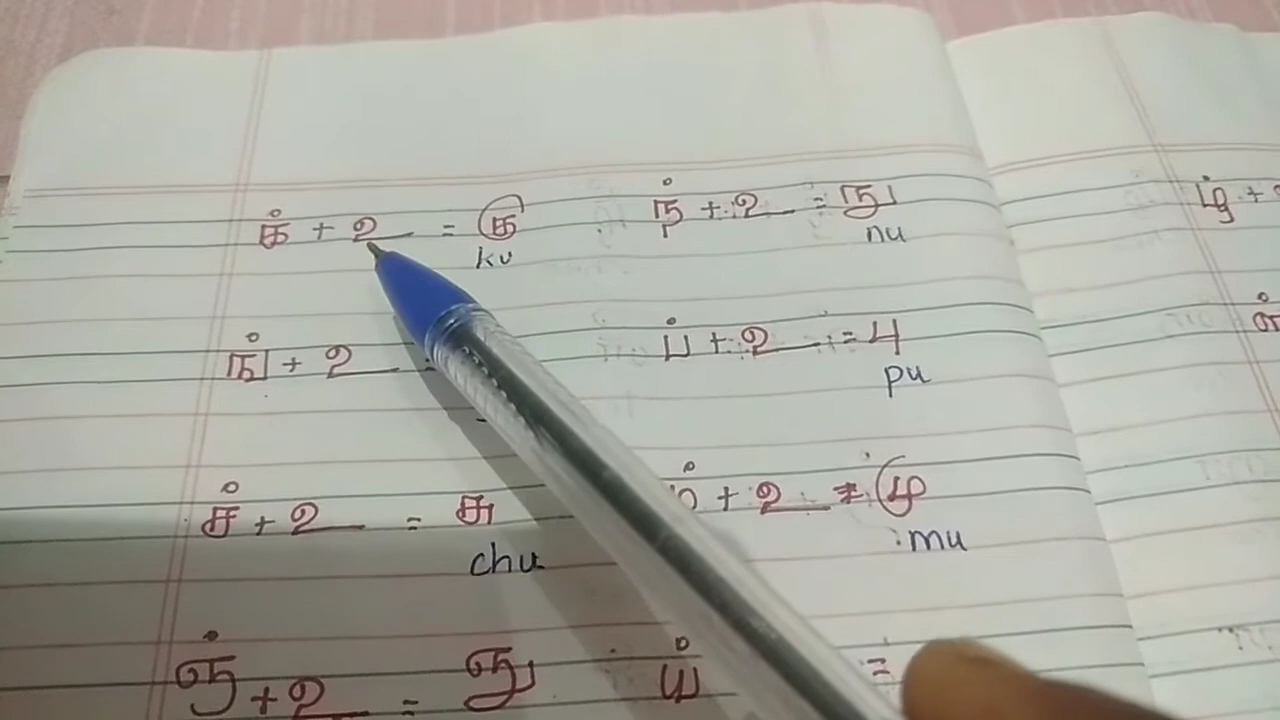 க் + உ = கு
ku
ங் + உ =
ச் + உ = சு
chu
ஞ் + உ = ஞு
ந் + உ = நு
nu
ப் + உ = பு
pu
+ உ = மு
mu
ய் =
ழ் +